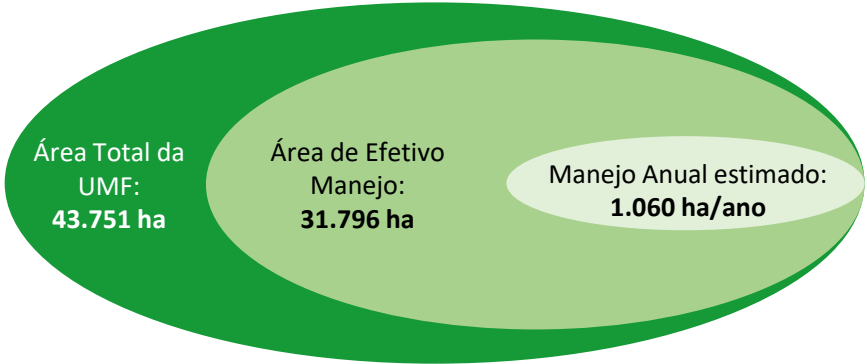 Área Total da
UMF:
43.751 ha
Área de Efetivo
Manejo:
31.796 ha
Manejo Anual estimado:
1.060 ha/ano